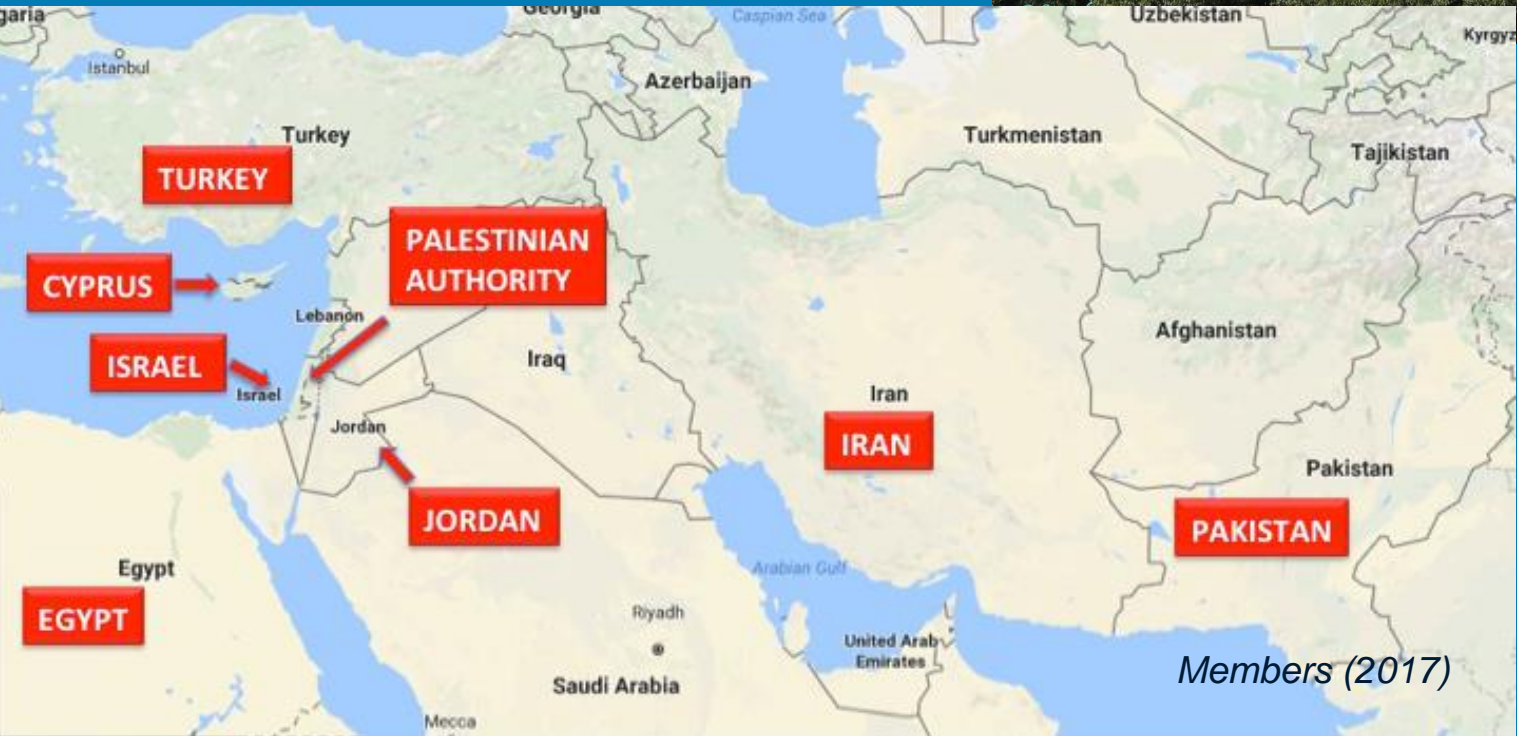 garia
Georgia
Caspian Sea
Uzbekistan
Kyrgyz
Istanbul
Azerbaijan
Turkey
Turkmenistan
Tajikistan
TURKEY
PALESTINIAN
AUTHORITY
CYPRUS
Lebanon
Afghanistan
ISRAEL
Iraq
Israel
Iran
Jordan
IRAN
Pakistan
JORDAN
PAKISTAN
Egypt
Arabian Gulf
EGYPT
Riyadh
United Arab
Emirates
Saudi Arabia
Members (2017)
Mecca